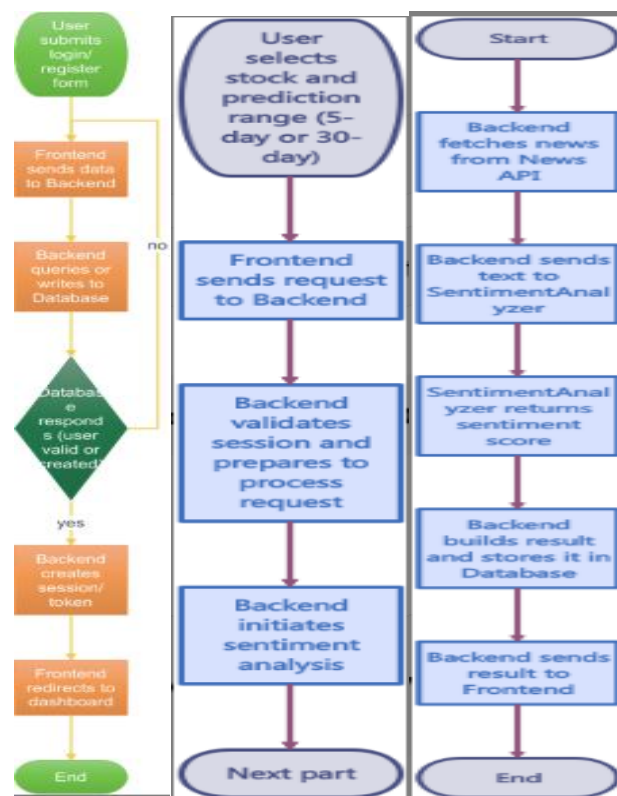 User
submits
login/
register
form
Frontend
sends data
to Backend
no
Backend
queries or
writes to
Database
Databas
e
respond
s (user
valid or
created)
yes
Backend
creates
session/
token
Frontend
redirects to
dashboard
End
User
selects
stock and
prediction
range (5-
day or 30-
day)
Frontend
sends request
to Backend
Backend
validates
session and
prepares to
process
request
Backend
initiates
sentiment
analysis
Next part
Start
Backend
fetches news
from News
API
Backend sends
text to
SentimentAnal
yzer
SentimentAnal
yzer returns
sentiment
score
Backend
builds result
and stores it in
Database
Backend sends
result to
Frontend
End